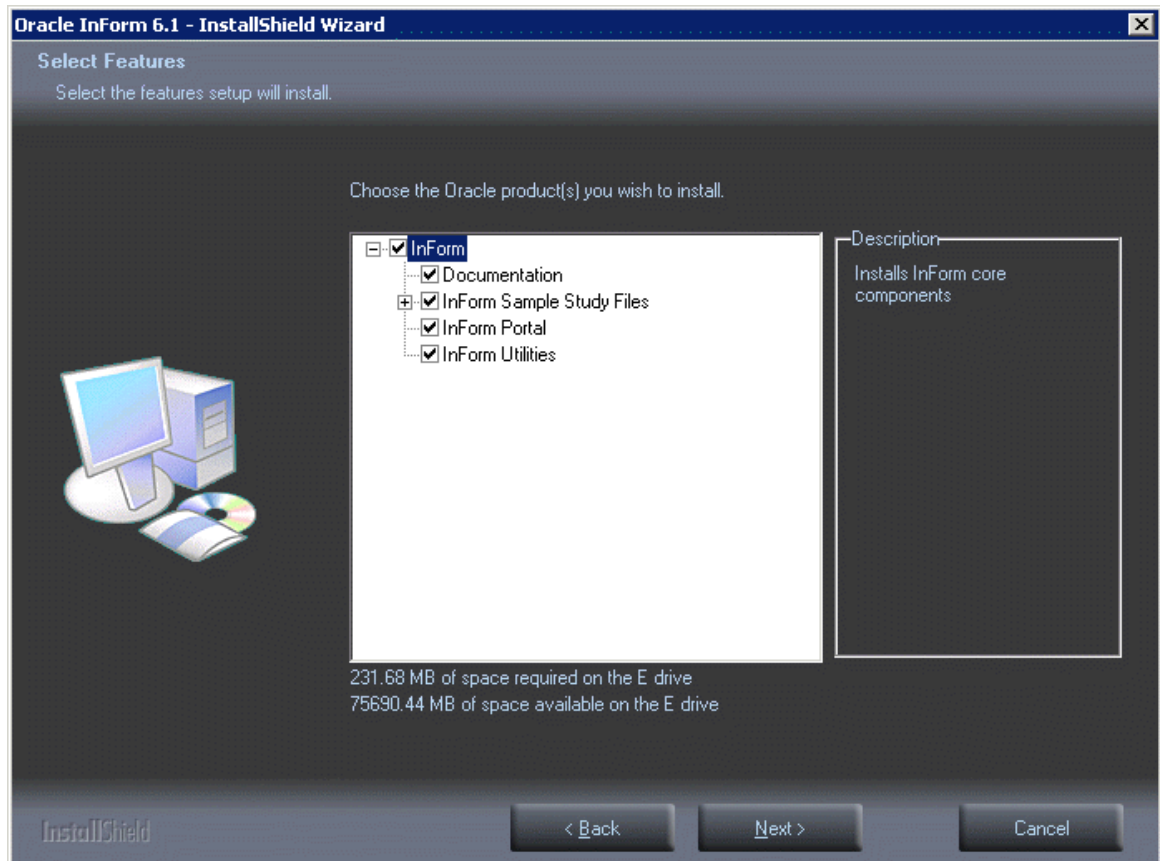 Oracle InForm 6.1 - InstallShield Wizard
Select Features
Select the features setup will install.
Choose the Oracle product(s) you wish to install.
InForm
Documentation
InForm Sample Study Files
InForm Portal
InForm Utilities
Description
Installs InForm core
components
231.68 MB of space required on the E drive
75690.44 MB of space available on the E drive
InstallShield
< Back
Next >
Cancel